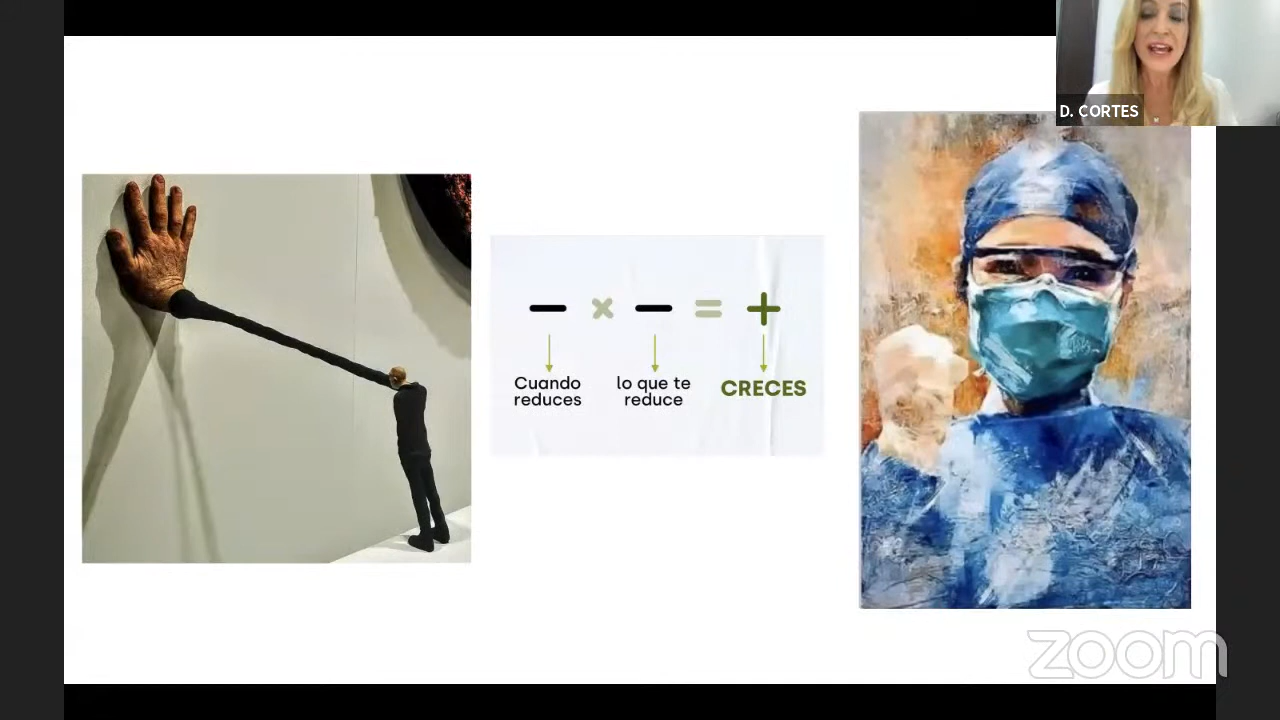 D. CORTES
− × − = +
Cuando
reduces
lo que te
reduce
CRECES
zoom